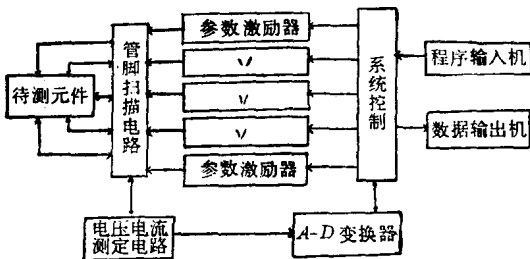 参数激励器
管脚扫描电路
待测元件
∨
∨
∨
参数激励器
系统控制
程序输入机
数据输出机
电压电流
测定电路
A-D变换器